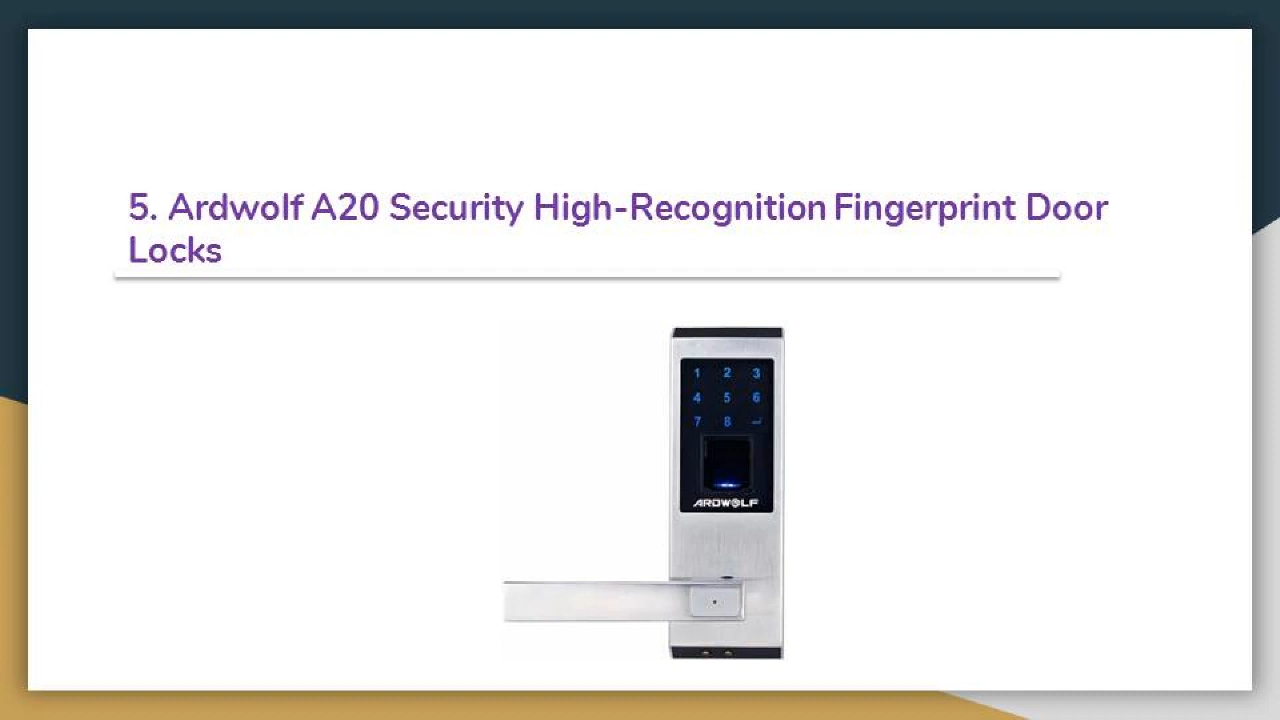 5. Ardwolf A20 Security High-Recognition Fingerprint Door
Locks
1 2 3
4 5 6
7 8
ARDWOLF